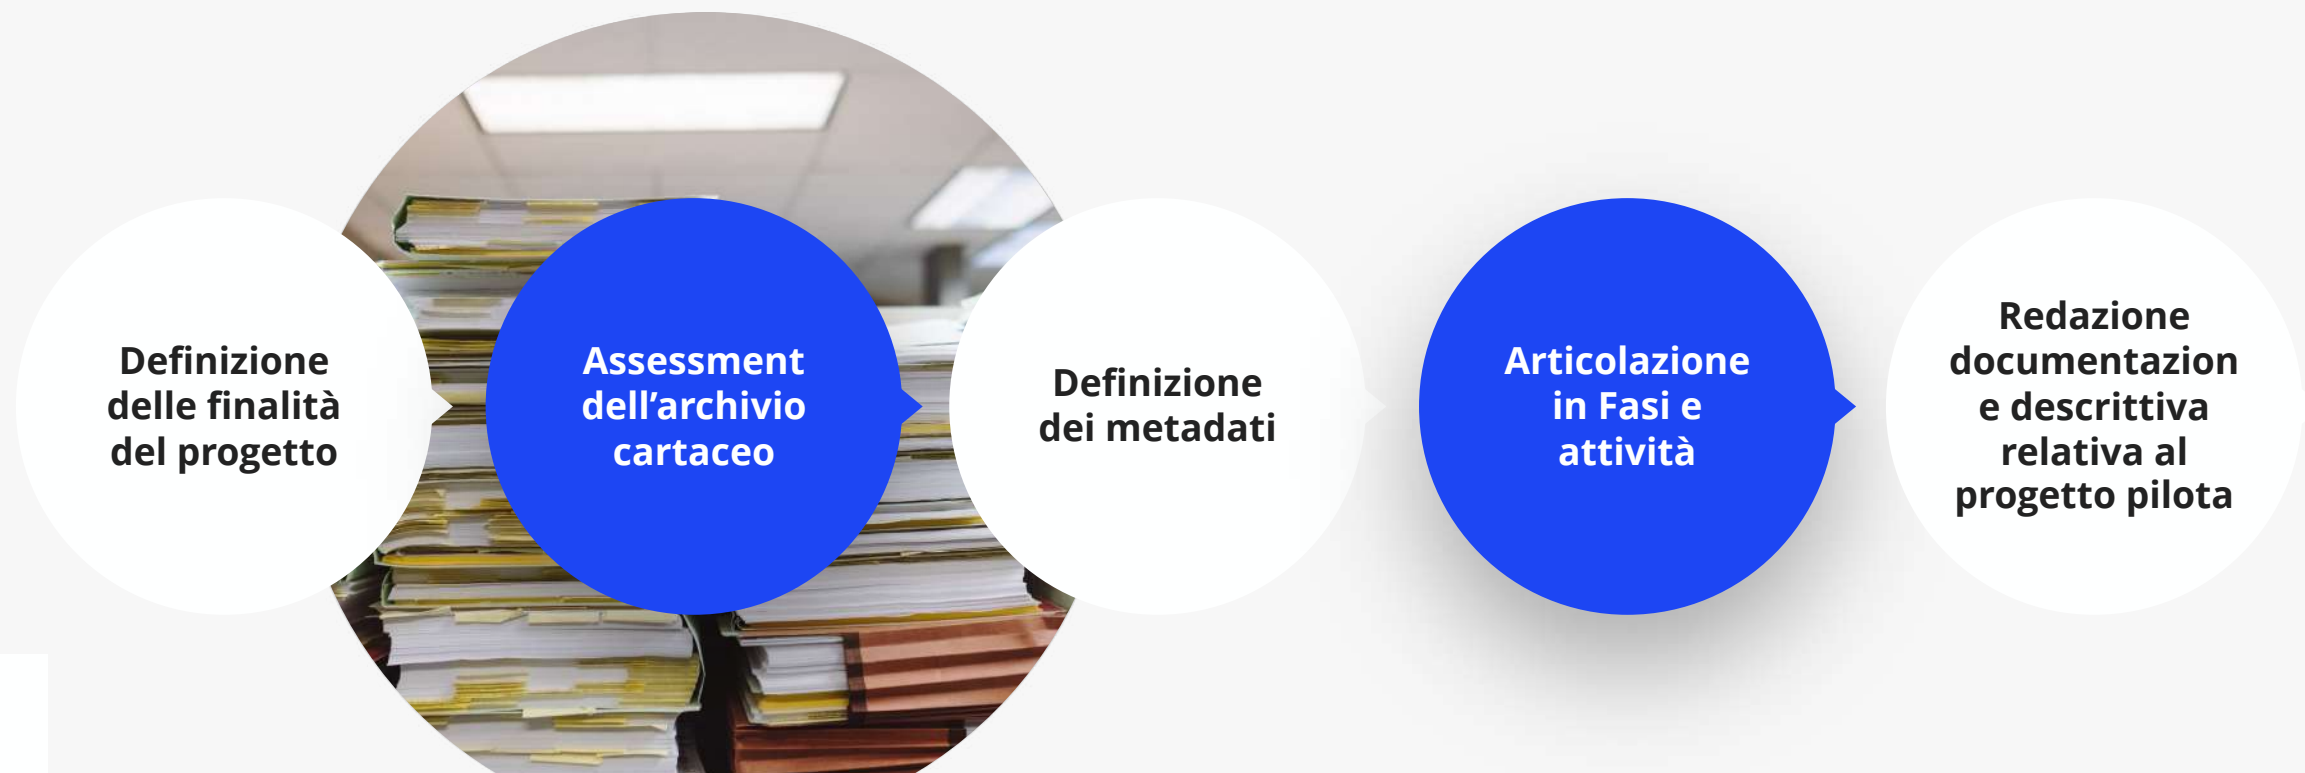 Definizione
delle finalità
del progetto
Assessment
dell’archivio
cartaceo
Definizione
dei metadati
Articolazione
in Fasi e
attività
Redazione
documentazion
e descrittiva
relativa al
progetto pilota